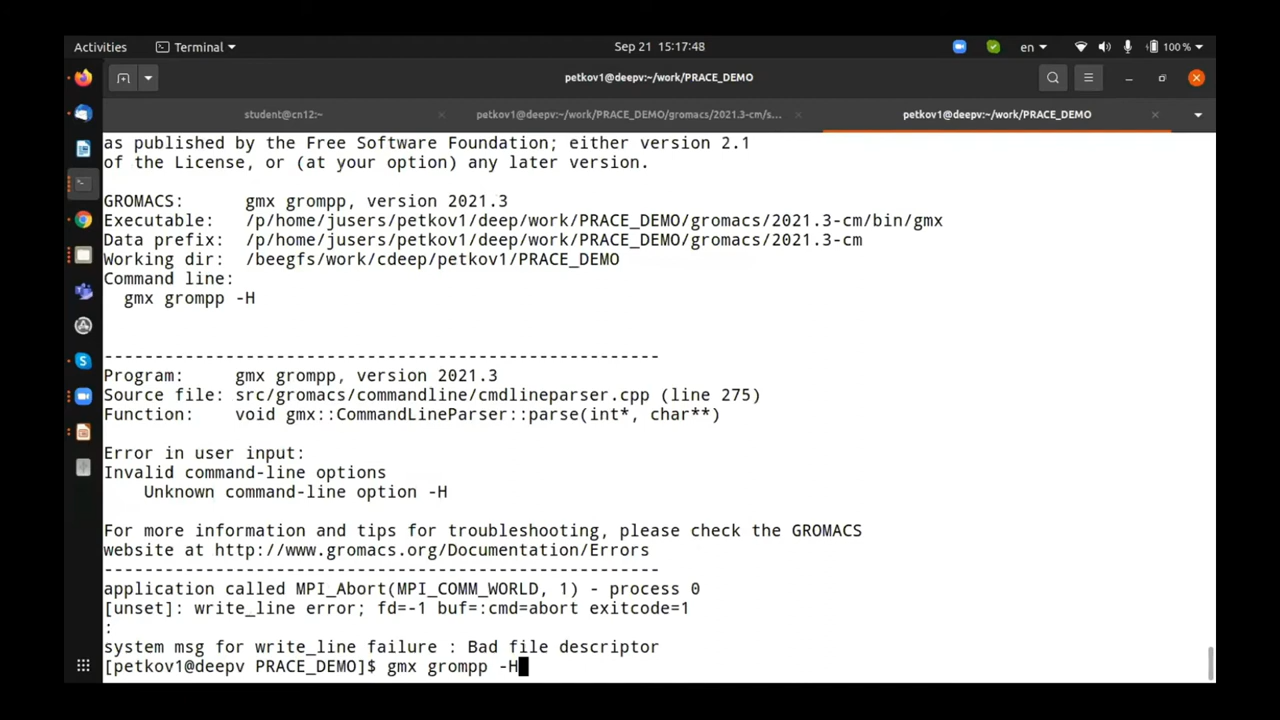 Activities
Terminal
Sep 21 15:17:48
en
100 %
petkov1@deepv:~/work/PRACE_DEMO
student@cn12:~
petkov1@deepv:~/work/PRACE_DEMO/gromacs/2021.3-cm/s...
petkov1@deepv:~/work/PRACE_DEMO
as published by the Free Software Foundation; either version 2.1
of the License, or (at your option) any later version.
GROMACS:      gmx grompp, version 2021.3
Executable:   /p/home/jusers/petkov1/deep/work/PRACE_DEMO/gromacs/2021.3-cm/bin/gmx
Data prefix:  /p/home/jusers/petkov1/deep/work/PRACE_DEMO/gromacs/2021.3-cm
Working dir:  /beegfs/work/cdeep/petkov1/PRACE_DEMO
Command line:
  gmx grompp -H
-------------------------------------------------------
Program:     gmx grompp, version 2021.3
Source file: src/gromacs/commandline/cmdlineparser.cpp (line 275)
Function:    void gmx::CommandLineParser::parse(int*, char**)
Error in user input:
Invalid command-line options
    Unknown command-line option -H
For more information and tips for troubleshooting, please check the GROMACS
website at http://www.gromacs.org/Documentation/Errors
-------------------------------------------------------
application called MPI_Abort(MPI_COMM_WORLD, 1) - process 0
[unset]: write_line error; fd=-1 buf=:cmd=abort exitcode=1
:
system msg for write_line failure : Bad file descriptor
[petkov1@deepv PRACE_DEMO]$ gmx grompp -H